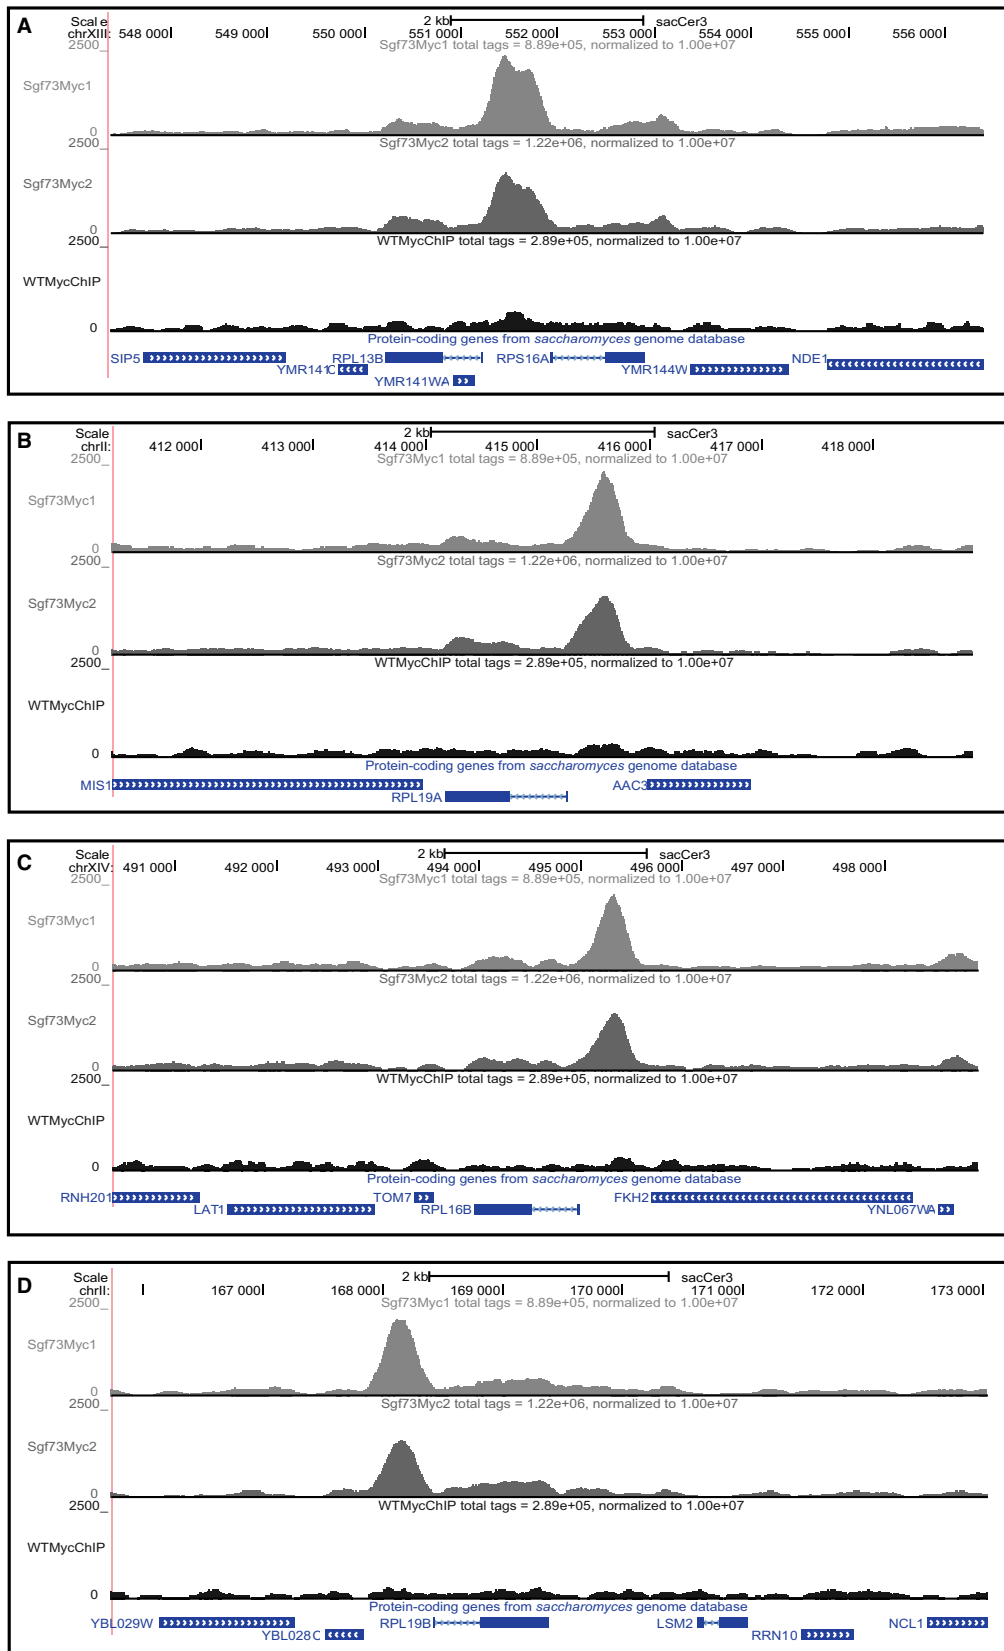 A
Scale 2 kb sacCer3
chrXIII: 548 000 549 000 550 000 551 000 552 000 553 000 554 000 555 000 556 000
2500 Sgf73Myc1 total tags = 8.89e+05, normalized to 1.00e+07
Sgf73Myc1
0
2500 Sgf73Myc2 total tags = 1.22e+06, normalized to 1.00e+07
Sgf73Myc2
0
2500 WTMycChIP total tags = 2.89e+05, normalized to 1.00e+07
WTMycChIP
0
Protein-coding genes from saccharomyces genome database
SIP5 RPL13B RPS16A NDE1
YMR141C YMR144W
YMR141WA
B
Scale 2 kb sacCer3
chrII: 412 000 413 000 414 000 415 000 416 000 417 000 418 000
2500 Sgf73Myc1 total tags = 8.89e+05, normalized to 1.00e+07
Sgf73Myc1
0
2500 Sgf73Myc2 total tags = 1.22e+06, normalized to 1.00e+07
Sgf73Myc2
0
2500 WTMycChIP total tags = 2.89e+05, normalized to 1.00e+07
WTMycChIP
0
Protein-coding genes from saccharomyces genome database
MIS1 AAC3
RPL19A
C
Scale 2 kb sacCer3
chrXIV: 491 000 492 000 493 000 494 000 495 000 496 000 497 000 498 000
2500 Sgf73Myc1 total tags = 8.89e+05, normalized to 1.00e+07
Sgf73Myc1
0
2500 Sgf73Myc2 total tags = 1.22e+06, normalized to 1.00e+07
Sgf73Myc2
0
2500 WTMycChIP total tags = 2.89e+05, normalized to 1.00e+07
WTMycChIP
0
Protein-coding genes from saccharomyces genome database
RNH201 TOM7 FKH2
LAT1 RPL16B YNL067WA
D
Scale 2 kb sacCer3
chrII: 167 000 168 000 169 000 170 000 171 000 172 000 173 000
2500 Sgf73Myc1 total tags = 8.89e+05, normalized to 1.00e+07
Sgf73Myc1
0
2500 Sgf73Myc2 total tags = 1.22e+06, normalized to 1.00e+07
Sgf73Myc2
0
2500 WTMycChIP total tags = 2.89e+05, normalized to 1.00e+07
WTMycChIP
0
Protein-coding genes from saccharomyces genome database
YBL029W RPL19B LSM2 NCL1
YBL028C RRN10